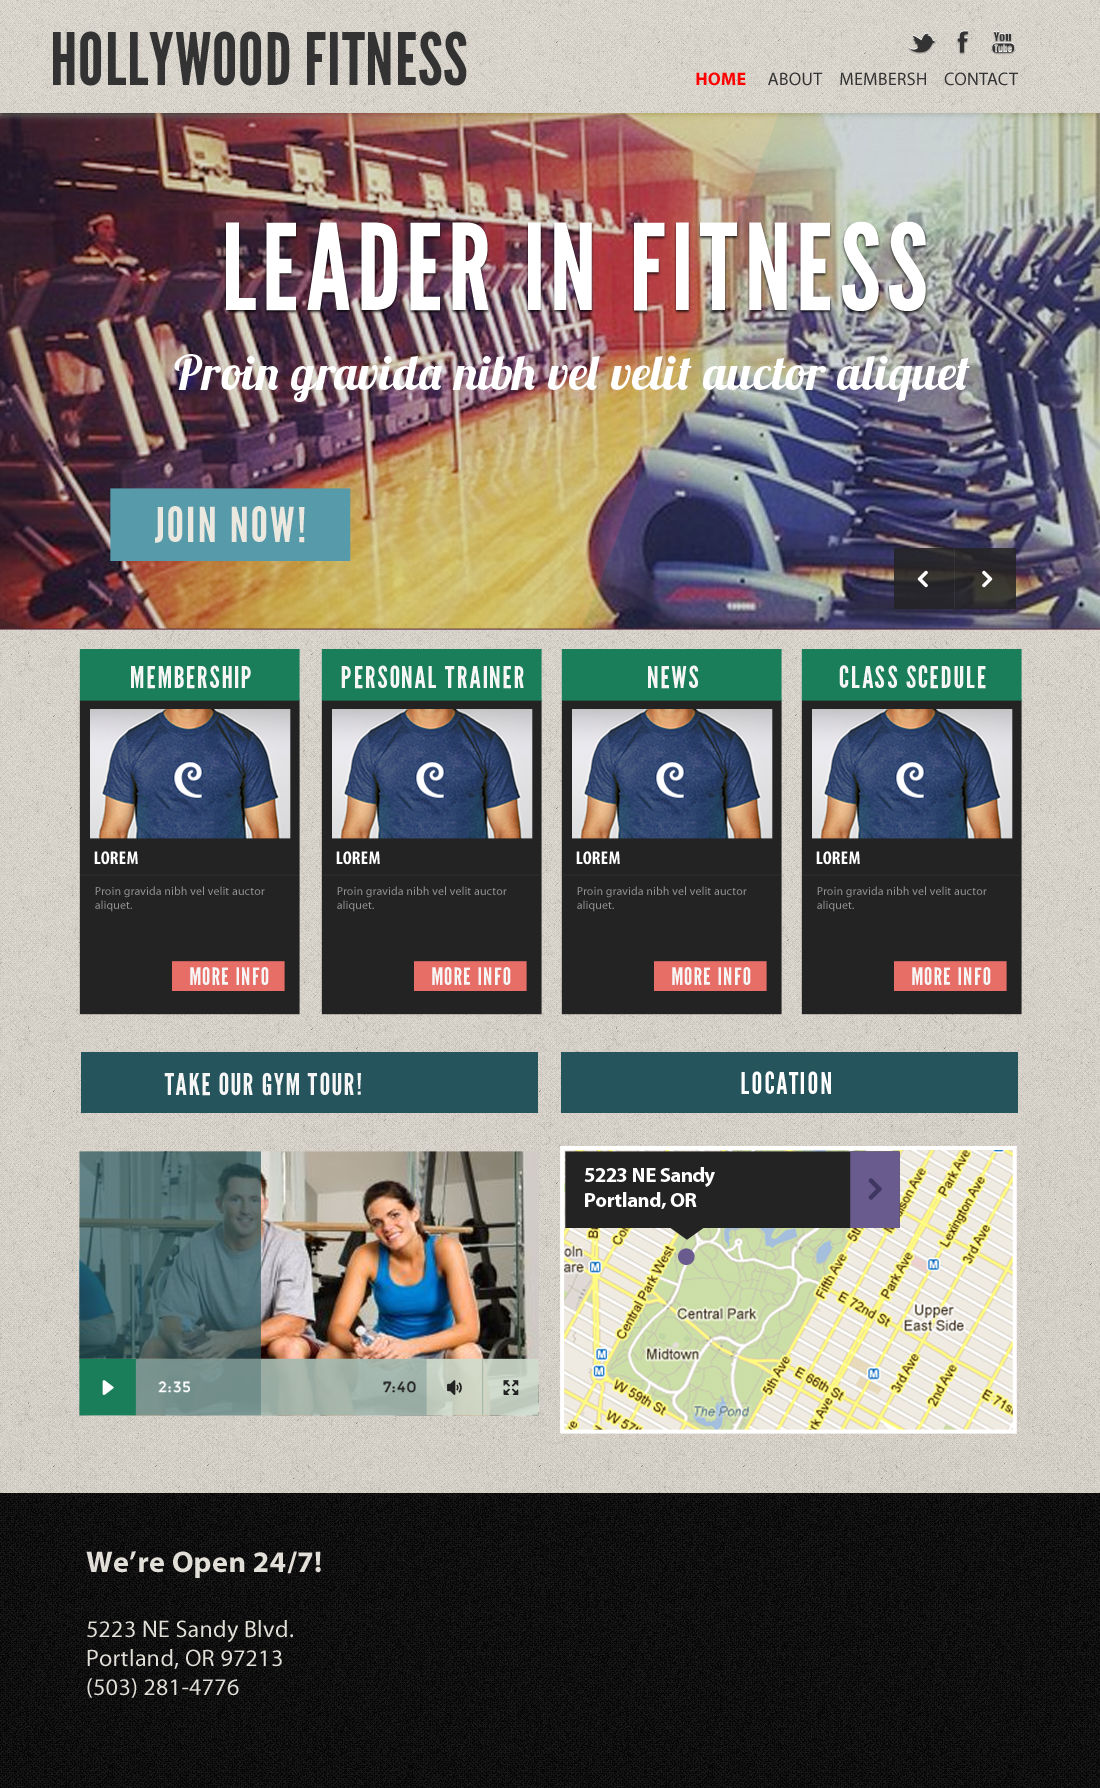 HOLLYWOOD FITNESS
You
Tube
HOME ABOUT MEMBERSH CONTACT
LEADER IN FITNESS
Proin gravida nibh vel velit auctor aliquet
JOIN NOW!
MEMBERSHIP
LOREM
Proin gravida nibh vel velit auctor
aliquet.
MORE INFO
PERSONAL TRAINER
LOREM
Proin gravida nibh vel velit auctor
aliquet.
MORE INFO
NEWS
LOREM
Proin gravida nibh vel velit auctor
aliquet.
MORE INFO
CLASS SCEDULE
LOREM
Proin gravida nibh vel velit auctor
aliquet.
MORE INFO
TAKE OUR GYM TOUR!
2:35 7:40
LOCATION
5223 NE Sandy
Portland, OR
Park Ave
Lexington Ave
3rd Ave
Central Park West
5th Ave
Park Ave
E 72nd St
Central Park
Upper
East Side
Midtown
M
M
M
M
M
5th Ave
E 66th St
3rd Ave
2nd Ave
W 59th St
The Pond
We're Open 24/7!
5223 NE Sandy Blvd.
Portland, OR 97213
(503) 281-4776